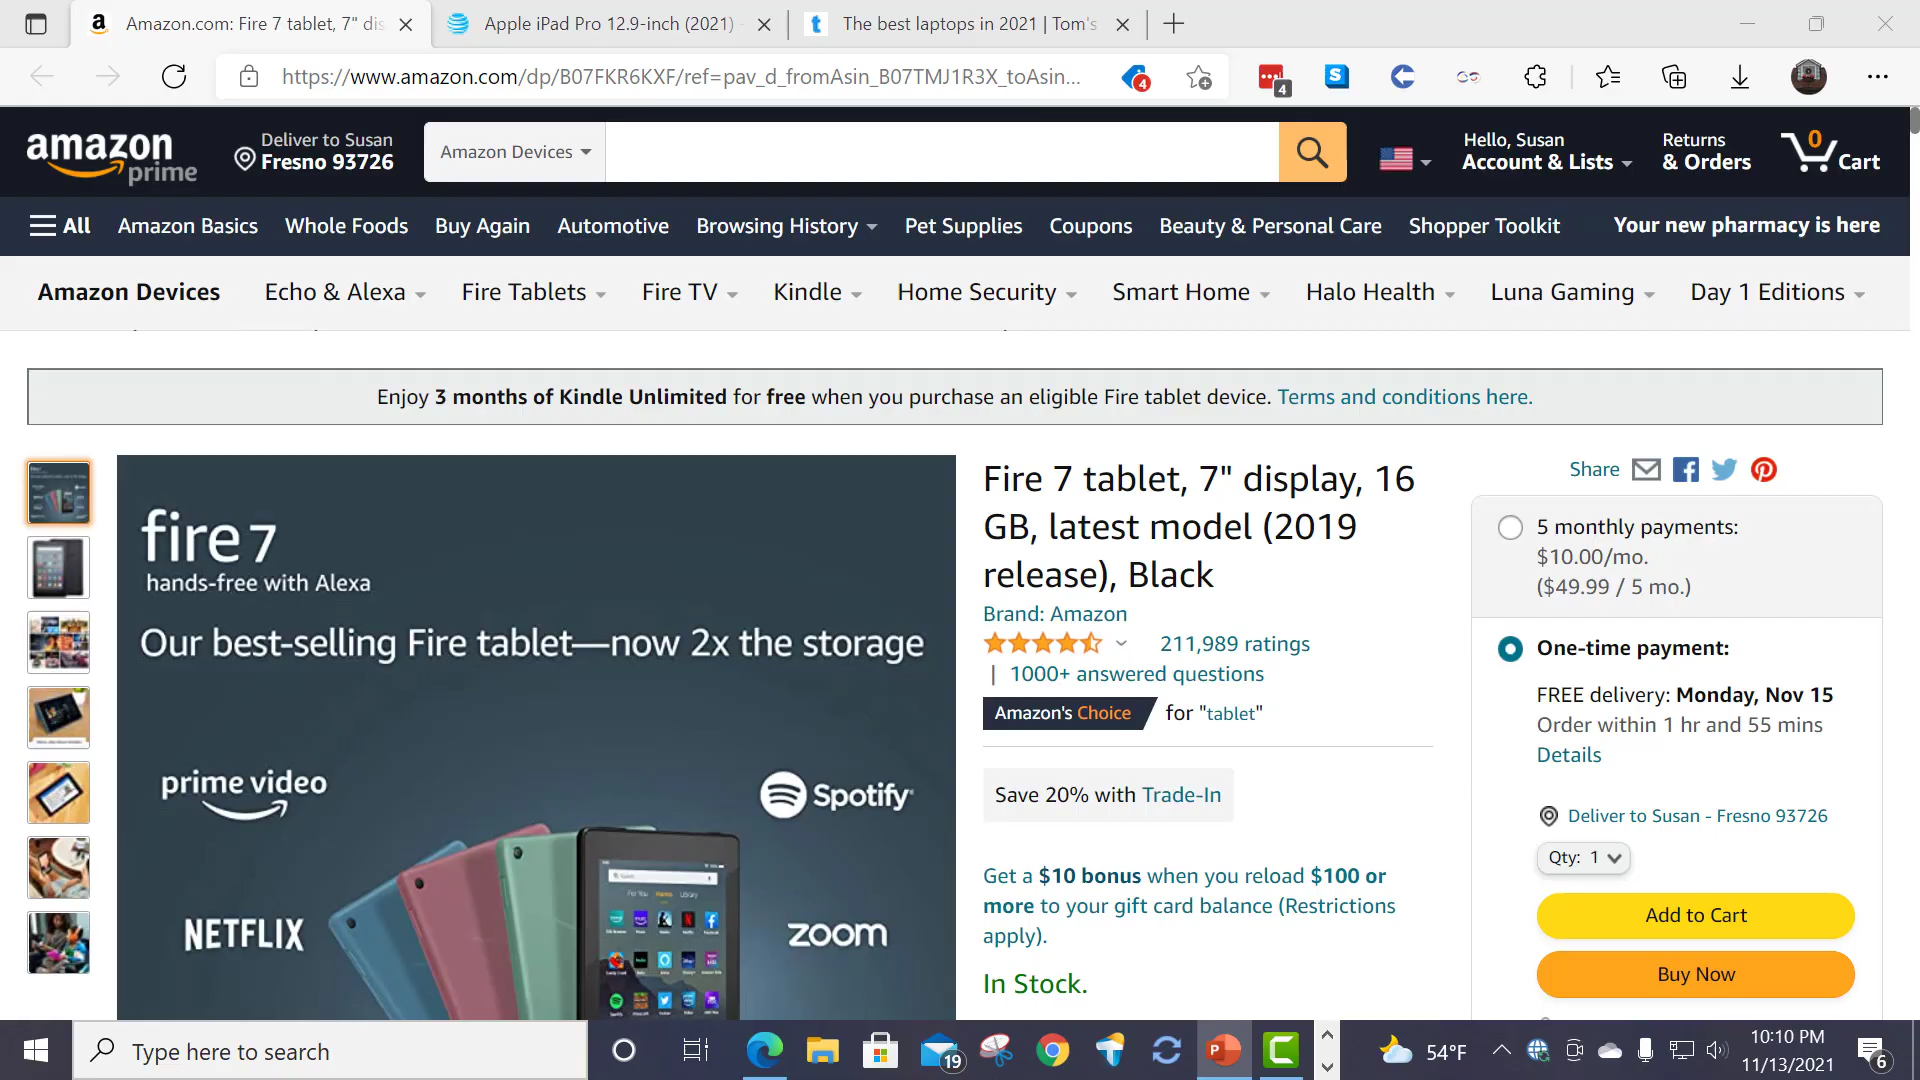 Amazon.com: Fire 7 tablet, 7" dis
Apple iPad Pro 12.9-inch (2021)
The best laptops in 2021 | Tom's
https://www.amazon.com/dp/B07FKR6KXF/ref=pav_d_fromAsin_B07TMJ1R3X_toAsin...
4
4
amazon prime
Deliver to Susan
Fresno 93726
Amazon Devices
Hello, Susan
Account & Lists
Returns
& Orders
0
Cart
All
Amazon Basics
Whole Foods
Buy Again
Automotive
Browsing History
Pet Supplies
Coupons
Beauty & Personal Care
Shopper Toolkit
Your new pharmacy is here
Amazon Devices
Echo & Alexa
Fire Tablets
Fire TV
Kindle
Home Security
Smart Home
Halo Health
Luna Gaming
Day 1 Editions
Enjoy 3 months of Kindle Unlimited for free when you purchase an eligible Fire tablet device. Terms and conditions here.
fire 7
hands-free with Alexa
Our best-selling Fire tablet—now 2x the storage
prime video
Spotify
NETFLIX
zoom
Fire 7 tablet, 7" display, 16
GB, latest model (2019
release), Black
Brand: Amazon
211,989 ratings
| 1000+ answered questions
Amazon's Choice for "tablet"
Save 20% with Trade-In
Get a $10 bonus when you reload $100 or
more to your gift card balance (Restrictions
apply).
In Stock.
Share
5 monthly payments:
$10.00/mo.
($49.99 / 5 mo.)
One-time payment:
FREE delivery: Monday, Nov 15
Order within 1 hr and 55 mins
Details
Deliver to Susan - Fresno 93726
Qty: 1
Add to Cart
Buy Now
Type here to search
19
54°F
10:10 PM
11/13/2021
6